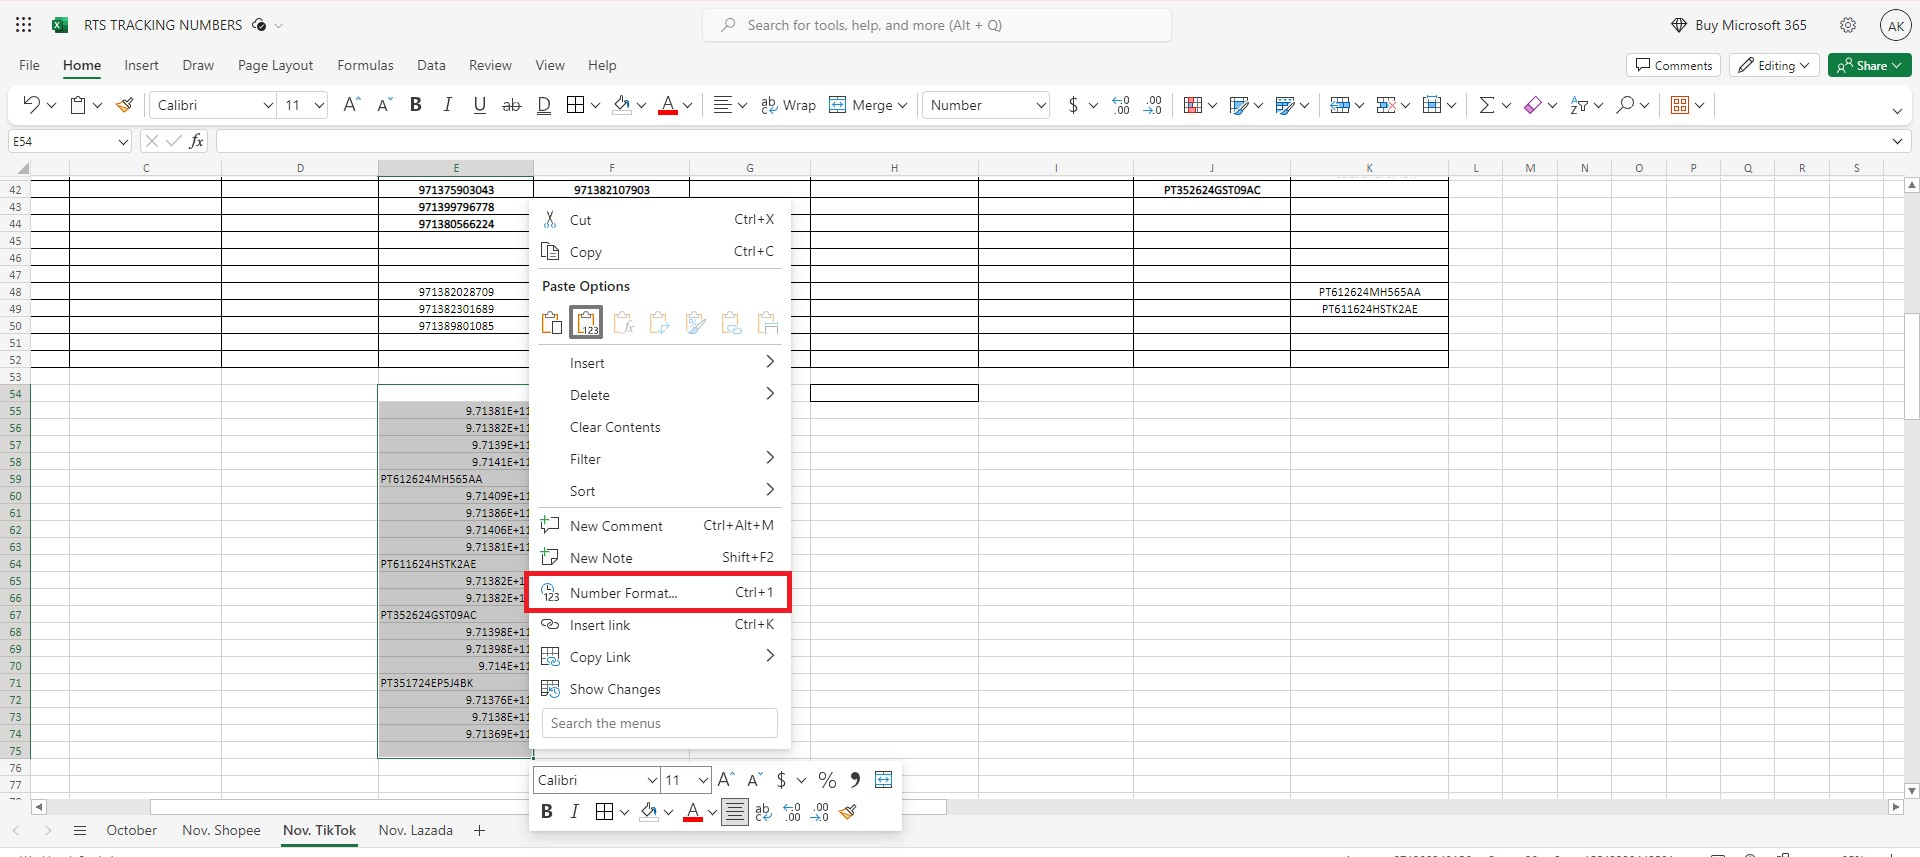 RTS TRACKING NUMBERS
Search for tools, help, and more (Alt + Q)
Buy Microsoft 365
AK
File Home Insert Draw Page Layout Formulas Data Review View Help
Comments Editing Share
Calibri 11 A A B I U ab D A ab Wrap Merge Number $
E54 fx
C D E F G H I J K L M N O P Q R S
42 971375903043 971382107903 PT352624GST09AC
43 971399796778
44 971380566224
45
46
47
48 971382028709 PT612624MH565AA
49 971382301689 PT611624HSTK2AE
50 971389801085
51
52
53
54
55 9.71381E+11
56 9.71382E+11
57 9.7139E+11
58 9.7141E+11
59 PT612624MH565AA
60 9.71409E+11
61 9.71386E+11
62 9.71406E+11
63 9.71381E+11
64 PT611624HSTK2AE
65 9.71382E+1
66 9.71382E+11
67 PT352624GST09AC
68 9.71398E+11
69 9.71398E+11
70 9.714E+11
71 PT351724EP5J4BK
72 9.71376E+11
73 9.7138E+11
74 9.71369E+11
75
76
77
Cut Ctrl+X
Copy Ctrl+C
Paste Options
Insert
Delete
Clear Contents
Filter
Sort
New Comment Ctrl+Alt+M
New Note Shift+F2
Number Format... Ctrl+1
Insert link Ctrl+K
Copy Link
Show Changes
Search the menus
Calibri 11 A A $ % ,
B I A ab
October Nov. Shopee Nov. TikTok Nov. Lazada +